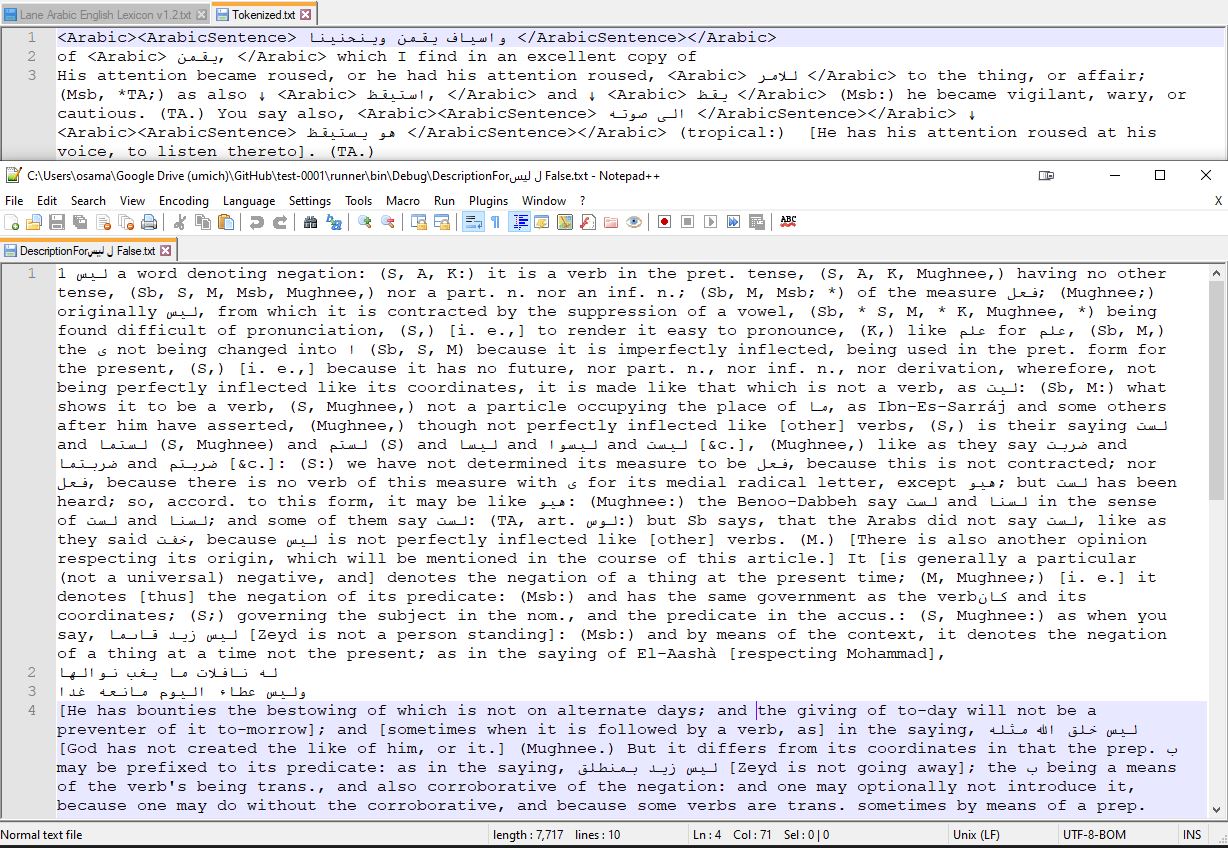 Lane Arabic English Lexicon v1.2.txt Tokenized.txt
1 <Arabic><ArabicSentence> واسياف يقمن وينحنينا </ArabicSentence></Arabic>
2 of <Arabic> يقمن, </Arabic> which I find in an excellent copy of
3 His attention became roused, or he had his attention roused, <Arabic> للامر </Arabic> to the thing, or affair;
(Msb, *TA;) as also ↓ <Arabic> استيقظ, </Arabic> and ↓ <Arabic> يقظ </Arabic> (Msb:) he became vigilant, wary, or
cautious. (TA.) You say also, <Arabic><ArabicSentence> الى صوته </ArabicSentence></Arabic> ↓
<Arabic><ArabicSentence> هو يستيقظ </ArabicSentence></Arabic> (tropical:) [He has his attention roused at his
voice, to listen thereto]. (TA.)
C:\Users\osama\Google Drive (umich)\GitHub\test-0001\runner\bin\Debug\DescriptionForل ليس False.txt - Notepad++
File Edit Search View Encoding Language Settings Tools Macro Run Plugins Window ? X
DescriptionForل ليس False.txt
1 1 ليس a word denoting negation: (S, A, K:) it is a verb in the pret. tense, (S, A, K, Mughnee,) having no other
tense, (Sb, S, M, Msb, Mughnee,) nor a part. n. nor an inf. n.; (Sb, M, Msb; *) of the measure فعل; (Mughnee;)
originally ليس, from which it is contracted by the suppression of a vowel, (Sb, * S, M, * K, Mughnee, *) being
found difficult of pronunciation, (S,) [i. e.,] to render it easy to pronounce, (K,) like علم for علم, (Sb, M,)
the ى not being changed into ا (Sb, S, M) because it is imperfectly inflected, being used in the pret. form for
the present, (S,) [i. e.,] because it has no future, nor part. n., nor inf. n., nor derivation, wherefore, not
being perfectly inflected like its coordinates, it is made like that which is not a verb, as ليت: (Sb, M:) what
shows it to be a verb, (S, Mughnee,) not a particle occupying the place of ما, as Ibn-Es-Sarráj and some others
after him have asserted, (Mughnee,) though not perfectly inflected like [other] verbs, (S,) is their saying لست
and لستما (S, Mughnee) and لستم (S) and ليسا and ليسوا and ليست [&c.], (Mughnee,) like as they say ضربت and
ضربتما and ضربتم [&c.]: (S:) we have not determined its measure to be فعل, because this is not contracted; nor
فعل, because there is no verb of this measure with ى for its medial radical letter, except هيو; but لست has been
heard; so, accord. to this form, it may be like هيو: (Mughnee:) the Benoo-Dabbeh say لست and لسنا in the sense
of لست and لسنا; and some of them say لست: (TA, art. لوس:) but Sb says, that the Arabs did not say لست, like as
they said خفت, because ليس is not perfectly inflected like [other] verbs. (M.) [There is also another opinion
respecting its origin, which will be mentioned in the course of this article.] It [is generally a particular
(not a universal) negative, and] denotes the negation of a thing at the present time; (M, Mughnee;) [i. e.] it
denotes [thus] the negation of its predicate: (Msb:) and has the same government as the verbكان and its
coordinates; (S;) governing the subject in the nom., and the predicate in the accus.: (S, Mughnee:) as when you
say, ليس زيد قاىما [Zeyd is not a person standing]: (Msb:) and by means of the context, it denotes the negation
of a thing at a time not the present; as in the saying of El-Aashà [respecting Mohammad],
2 له نافلات ما يغب نوالها
3 وليس عطاء اليوم مانعه غدا
4 [He has bounties the bestowing of which is not on alternate days; and the giving of to-day will not be a
preventer of it to-morrow]; and [sometimes when it is followed by a verb, as] in the saying, ليس خلق الله مثله
[God has not created the like of him, or it.] (Mughnee.) But it differs from its coordinates in that the prep. ب
may be prefixed to its predicate: as in the saying, ليس زيد بمنطلق [Zeyd is not going away]; the ب being a means
of the verb's being trans., and also corroborative of the negation: and one may optionally not introduce it,
because one may do without the corroborative, and because some verbs are trans. sometimes by means of a prep.
Normal text file length : 7,717 lines : 10 Ln : 4 Col : 71 Sel : 0 | 0 Unix (LF) UTF-8-BOM INS